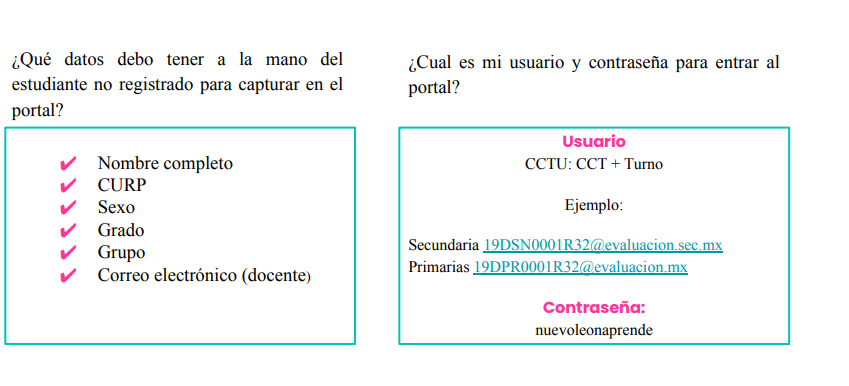 ¿Qué datos debo tener a la mano del
estudiante no registrado para capturar en el
portal?
Nombre completo
CURP
Sexo
Grado
Grupo
Correo electrónico (docente)
¿Cual es mi usuario y contraseña para entrar al
portal?
Usuario
CCTU: CCT + Turno
Ejemplo:
Secundaria 19DSN0001R32@evaluacion.sec.mx
Primarias 19DPR0001R32@evaluacion.mx
Contraseña:
nuevoleonaprende